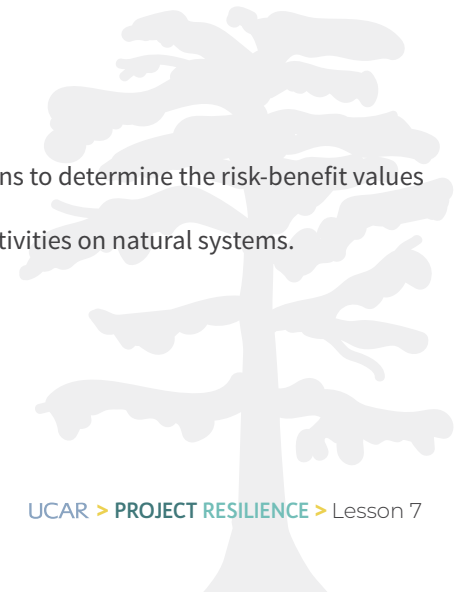 ns to determine the risk-benefit values
tivities on natural systems.
UCAR > PROJECT RESILIENCE > Lesson 7